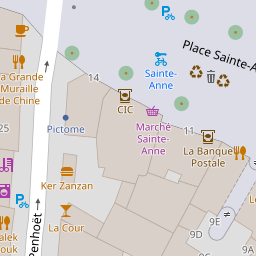 Place Sainte-A
Sainte-
Anne
La Grande
Muraille
de Chine
14
11
CIC
Marché
Sainte-
Anne
25
Pictome
La Banque
Postale
Ker Zanzan
La Cour
Penhoët
9D
9E